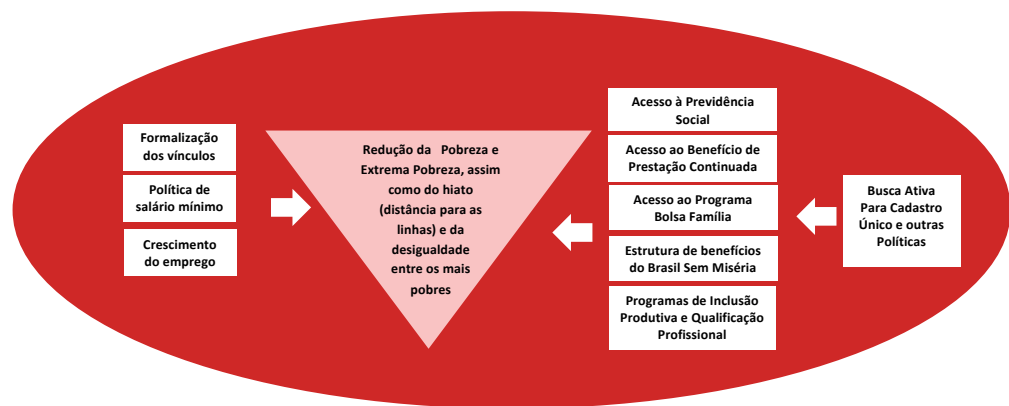 Formalização
dos vínculos
Política de
salário mínimo
Crescimento
do emprego
Redução da Pobreza e
Extrema Pobreza, assim
como do hiato
(distância para as
linhas) e da
desigualdade
entre os mais
pobres
Acesso à Previdência
Social
Acesso ao Benefício de
Prestação Continuada
Acesso ao Programa
Bolsa Família
Estrutura de benefícios
do Brasil Sem Miséria
Programas de Inclusão
Produtiva e Qualificação
Profissional
Busca Ativa
Para Cadastro
Único e outras
Políticas